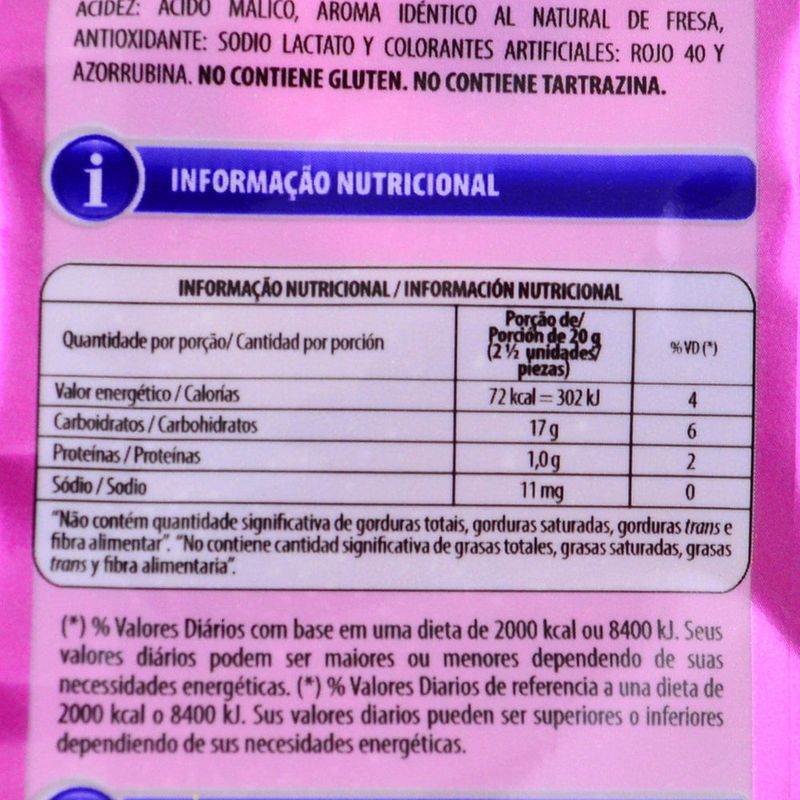 ACIDEZ: ÁCIDO MÁLICO, AROMA IDÉNTICO AL NATURAL DE FRESA,
ANTIOXIDANTE: SODIO LACTATO Y COLORANTES ARTIFICIALES: ROJO 40 Y
AZORRUBINA. NO CONTIENE GLUTEN. NO CONTIENE TARTRAZINA.
i INFORMAÇÃO NUTRICIONAL
INFORMAÇÃO NUTRICIONAL / INFORMACIÓN NUTRICIONAL
Quantidade por porção/ Cantidad por porción
Porção de/
Porción de 20 g
(2 ½ unidades/
piezas)
% VD (*)
Valor energético / Calorías 72 kcal = 302 kJ 4
Carboidratos / Carbohidratos 17 g 6
Proteínas / Proteínas 1,0 g 2
Sódio / Sodio 11 mg 0
"Não contém quantidade significativa de gorduras totais, gorduras saturadas, gorduras trans e
fibra alimentar". "No contiene cantidad significativa de grasas totales, grasas saturadas, grasas
trans y fibra alimentaria".
(*) % Valores Diários com base em uma dieta de 2000 kcal ou 8400 kJ. Seus
valores diários podem ser maiores ou menores dependendo de suas
necessidades energéticas. (*) % Valores Diarios de referencia a una dieta de
2000 kcal o 8400 kJ. Sus valores diarios pueden ser superiores o inferiores
dependiendo de sus necesidades energéticas.